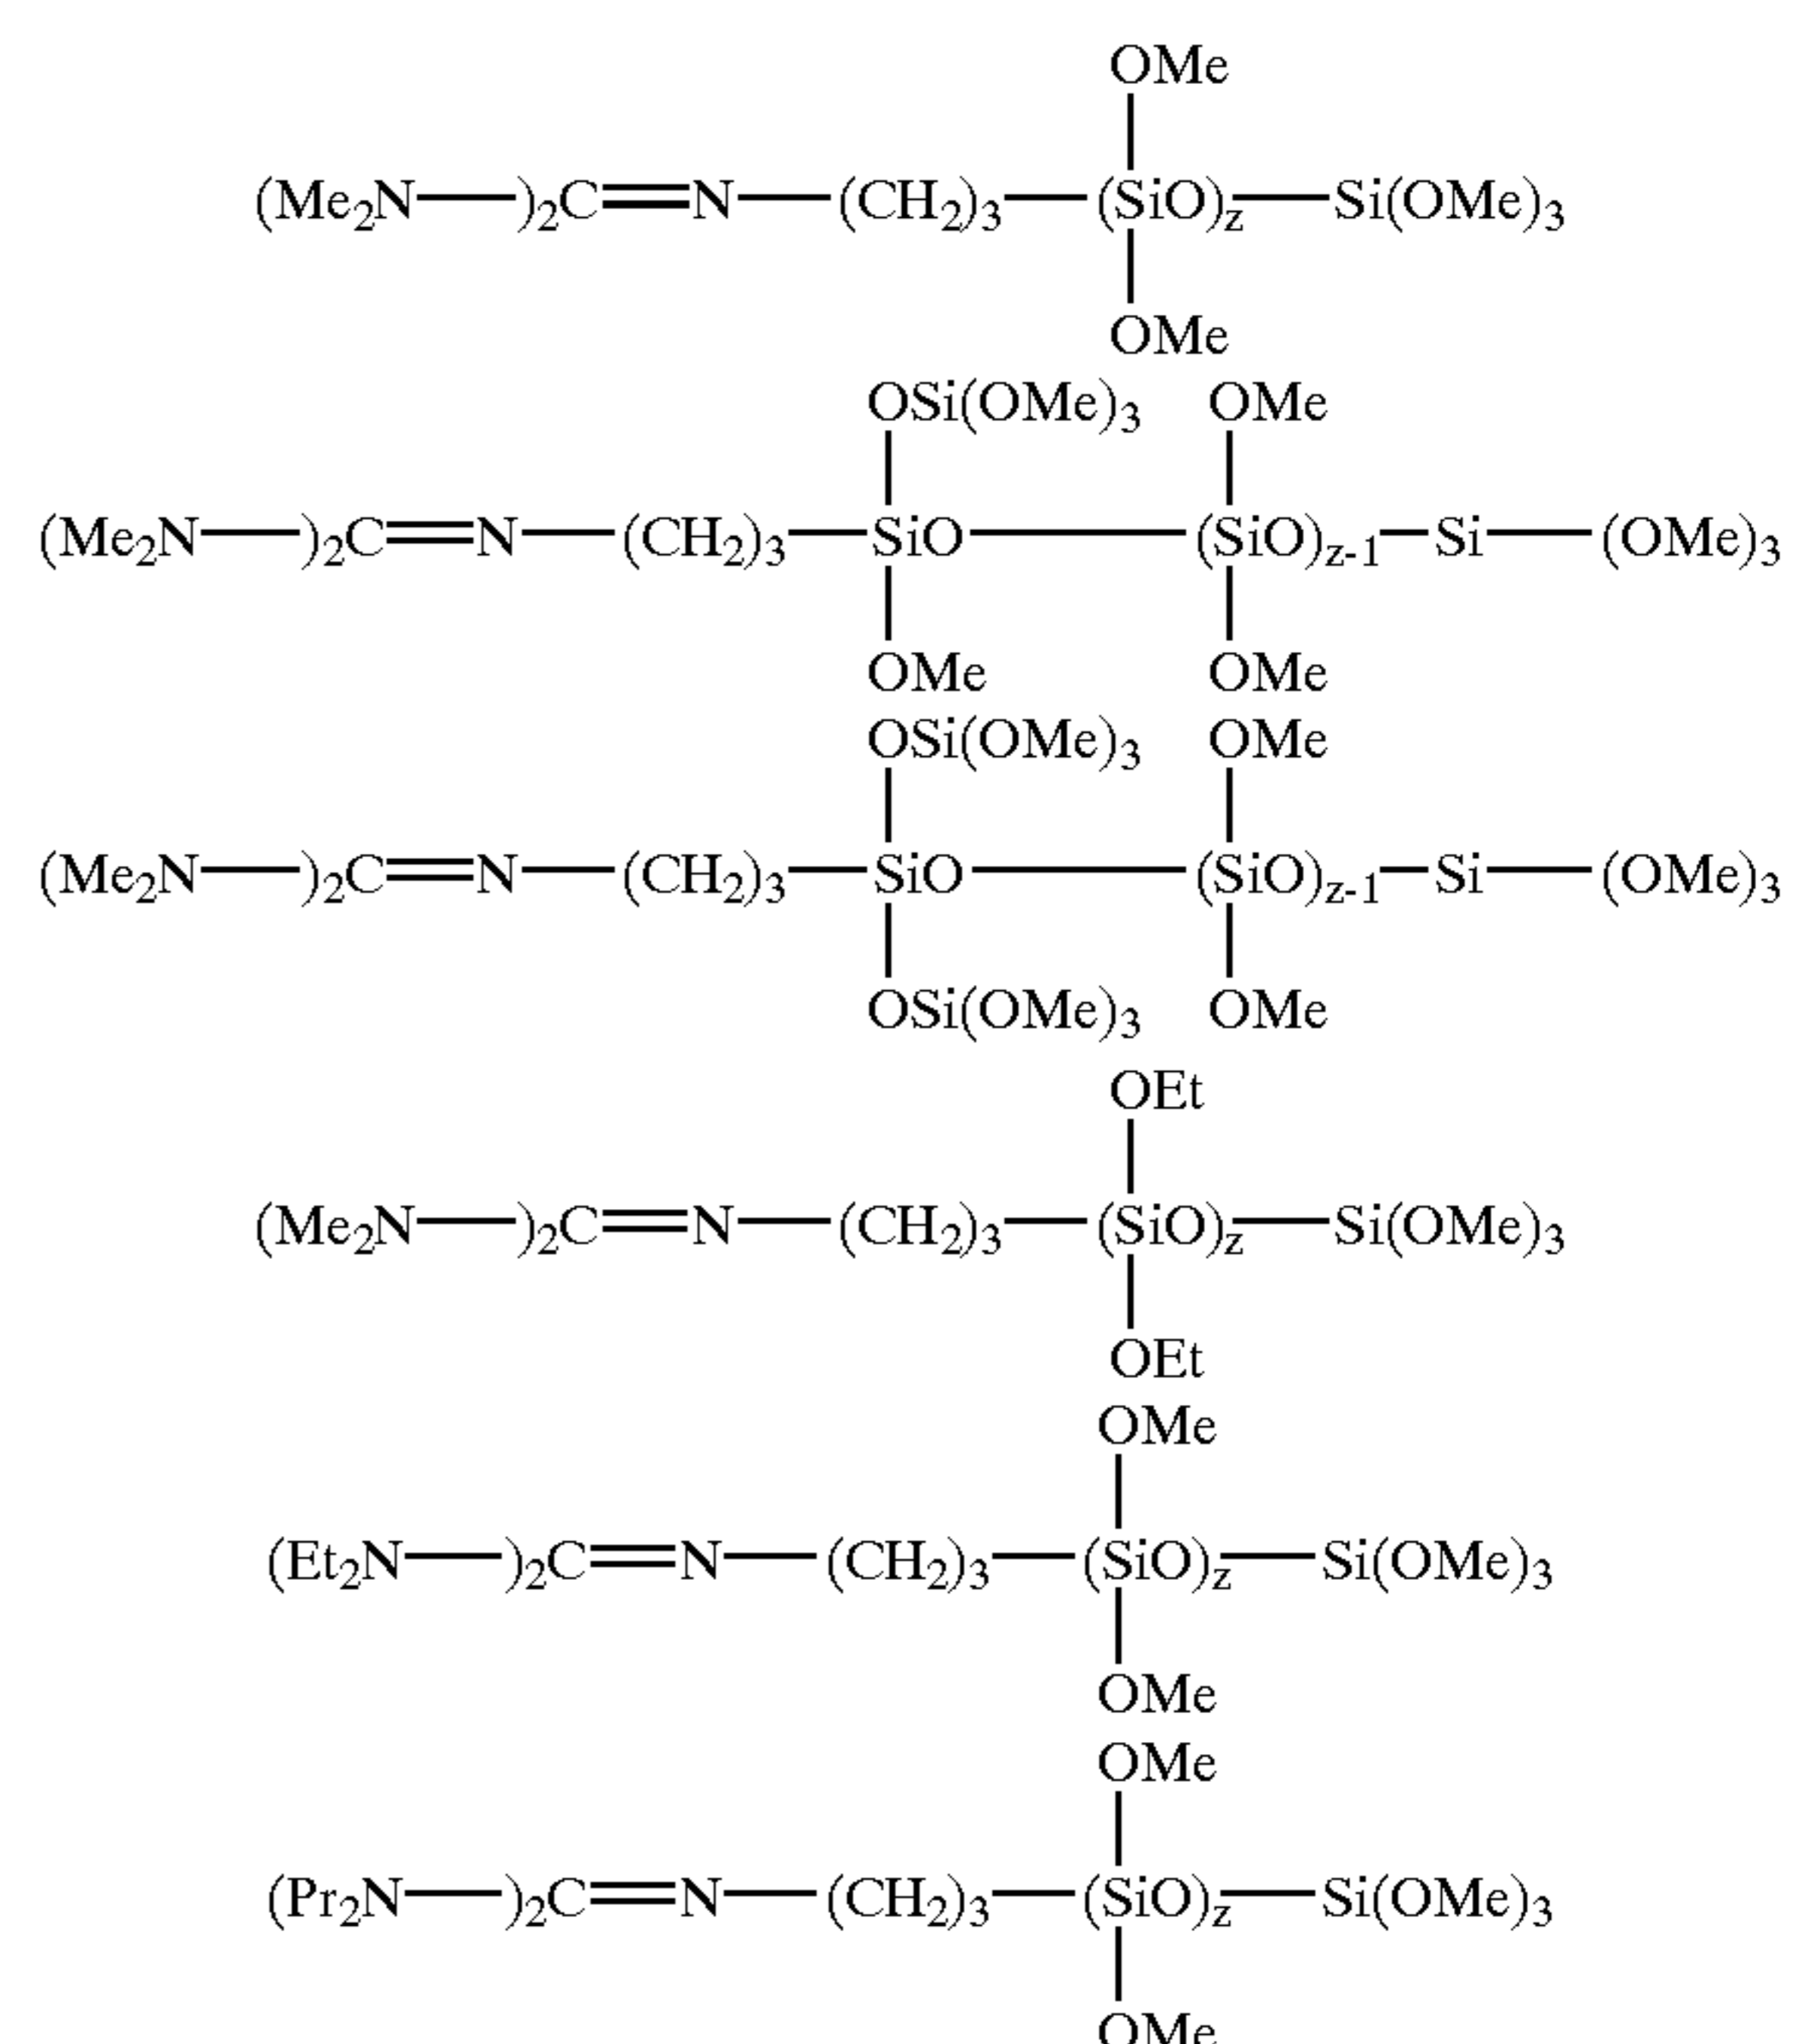 OMe
(Me₂N—)₂C=N—(CH₂)₃—(SiO)z—Si(OMe)₃
OMe
OSi(OMe)₃ OMe
(Me₂N—)₂C=N—(CH₂)₃—SiO—(SiO)z-1—Si—(OMe)₃
OMe OMe
OSi(OMe)₃ OMe
(Me₂N—)₂C=N—(CH₂)₃—SiO—(SiO)z-1—Si—(OMe)₃
OSi(OMe)₃ OMe
OEt
(Me₂N—)₂C=N—(CH₂)₃—(SiO)z—Si(OMe)₃
OEt
OMe
(Et₂N—)₂C=N—(CH₂)₃—(SiO)z—Si(OMe)₃
OMe
OMe
(Pr₂N—)₂C=N—(CH₂)₃—(SiO)z—Si(OMe)₃
OMe